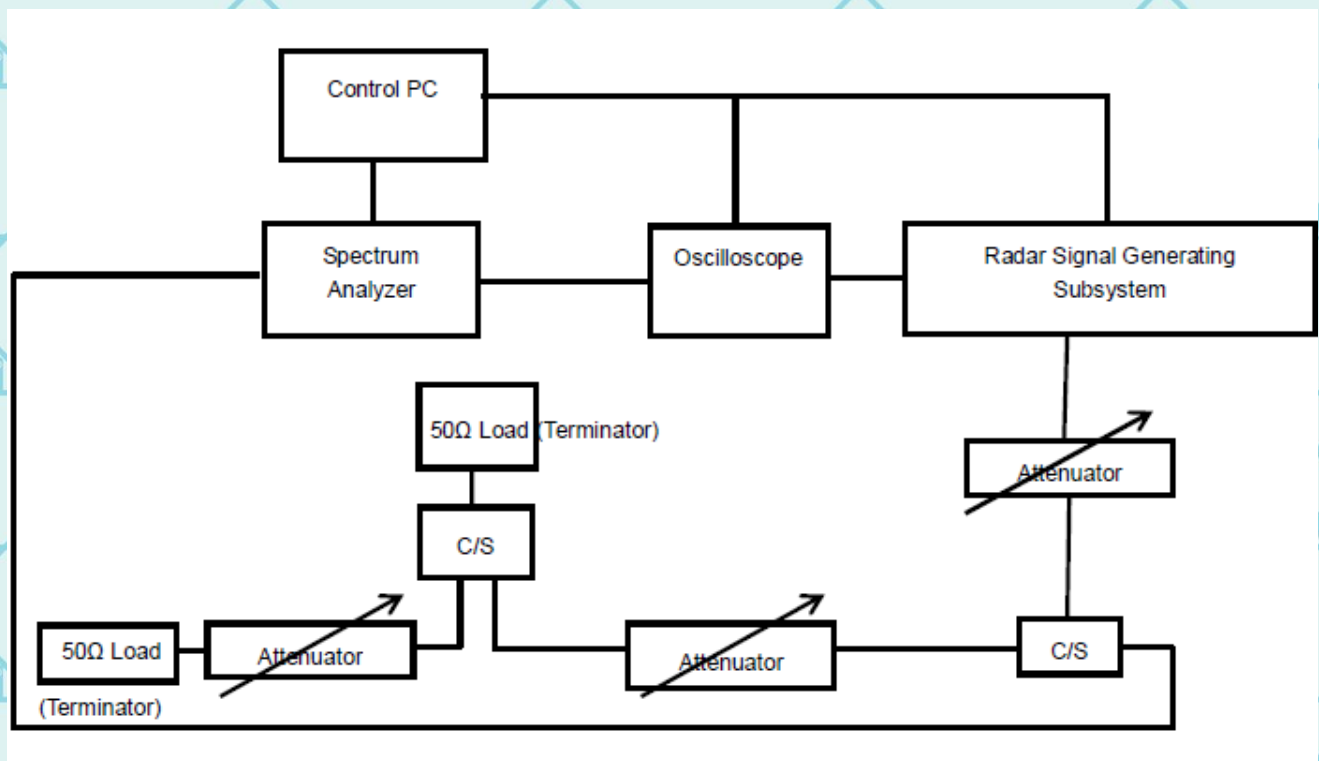 Control PC
Spectrum
Analyzer
Oscilloscope
Radar Signal Generating
Subsystem
50Ω Load (Terminator)
Attenuator
C/S
50Ω Load
(Terminator)
Attenuator
Attenuator
C/S